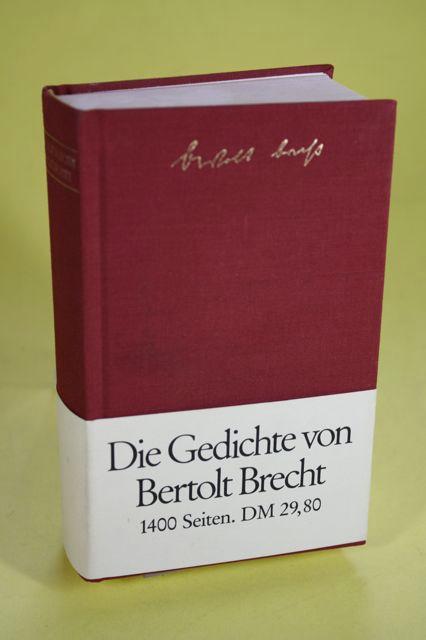 bertolt brecht
Die Gedichte von
Bertolt Brecht
1400 Seiten. DM 29,80